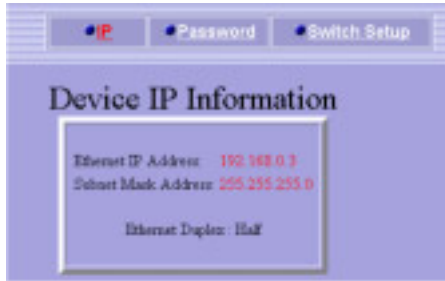 IP Password Switch Setup
Device IP Information
Ethernet IP Address: 192.168.0.3
Subnet Mask Address: 255.255.255.0
Ethernet Duplex : Half